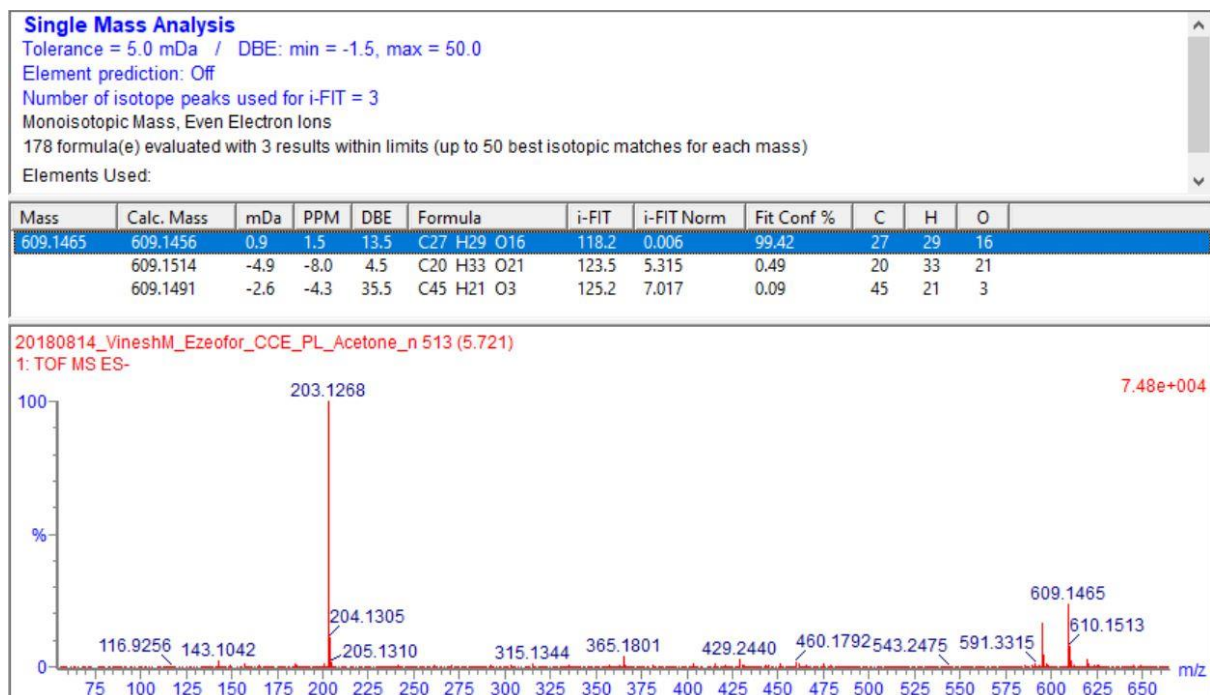 Single Mass Analysis
Tolerance = 5.0 mDa / DBE: min = -1.5, max = 50.0
Element prediction: Off
Number of isotope peaks used for i-FIT = 3
Monoisotopic Mass, Even Electron Ions
178 formula(e) evaluated with 3 results within limits (up to 50 best isotopic matches for each mass)
Elements Used:
Mass Calc. Mass mDa PPM DBE Formula i-FIT i-FIT Norm Fit Conf % C H O
609.1465 609.1456 0.9 1.5 13.5 C27 H29 O16 118.2 0.006 99.42 27 29 16
609.1514 -4.9 -8.0 4.5 C20 H33 O21 123.5 5.315 0.49 20 33 21
609.1491 -2.6 -4.3 35.5 C45 H21 O3 125.2 7.017 0.09 45 21 3
20180814_VineshM_Ezeofor_CCE_PL_Acetone_n 513 (5.721)
1: TOF MS ES-
7.48e+004
203.1268
100
%
609.1465
204.1305
610.1513
116.9256
143.1042
205.1310
315.1344
365.1801
429.2440
460.1792
543.2475
591.3315
0
75 100 125 150 175 200 225 250 275 300 325 350 375 400 425 450 475 500 525 550 575 600 625 650 m/z